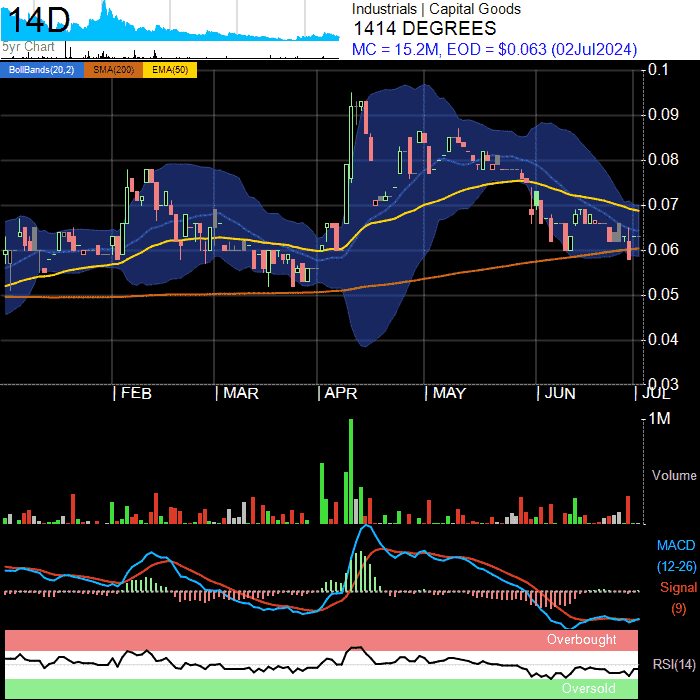 14D
5yr Chart
Industrials | Capital Goods
1414 DEGREES
MC = 15.2M, EOD = $0.063 (02Jul2024)
BollBands(20,2) SMA(200) EMA(50)
0.1
0.09
0.08
0.07
0.06
0.05
0.04
0.03
FEB MAR APR MAY JUN JUL
1M
Volume
MACD
(12-26)
Signal
(9)
Overbought
RSI(14)
Oversold